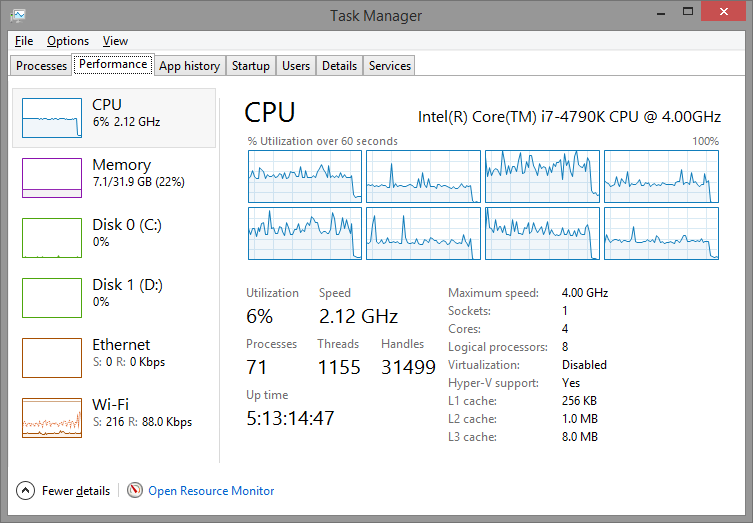 Task Manager
File Options View
Processes Performance App history Startup Users Details Services
CPU
6% 2.12 GHz
Memory
7.1/31.9 GB (22%)
Disk 0 (C:)
0%
Disk 1 (D:)
0%
Ethernet
S: 0 R: 0 Kbps
Wi-Fi
S: 216 R: 88.0 Kbps
CPU Intel(R) Core(TM) i7-4790K CPU @ 4.00GHz
% Utilization over 60 seconds 100%
Utilization Speed
6% 2.12 GHz
Processes Threads Handles
71 1155 31499
Up time
5:13:14:47
Maximum speed: 4.00 GHz
Sockets: 1
Cores: 4
Logical processors: 8
Virtualization: Disabled
Hyper-V support: Yes
L1 cache: 256 KB
L2 cache: 1.0 MB
L3 cache: 8.0 MB
Fewer details Open Resource Monitor